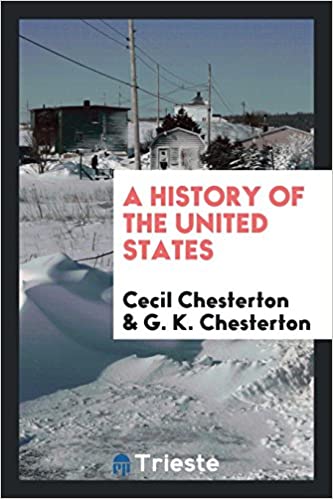 A HISTORY OF
THE UNITED
STATES
Cecil Chesterton
& G. K. Chesterton
Trieste